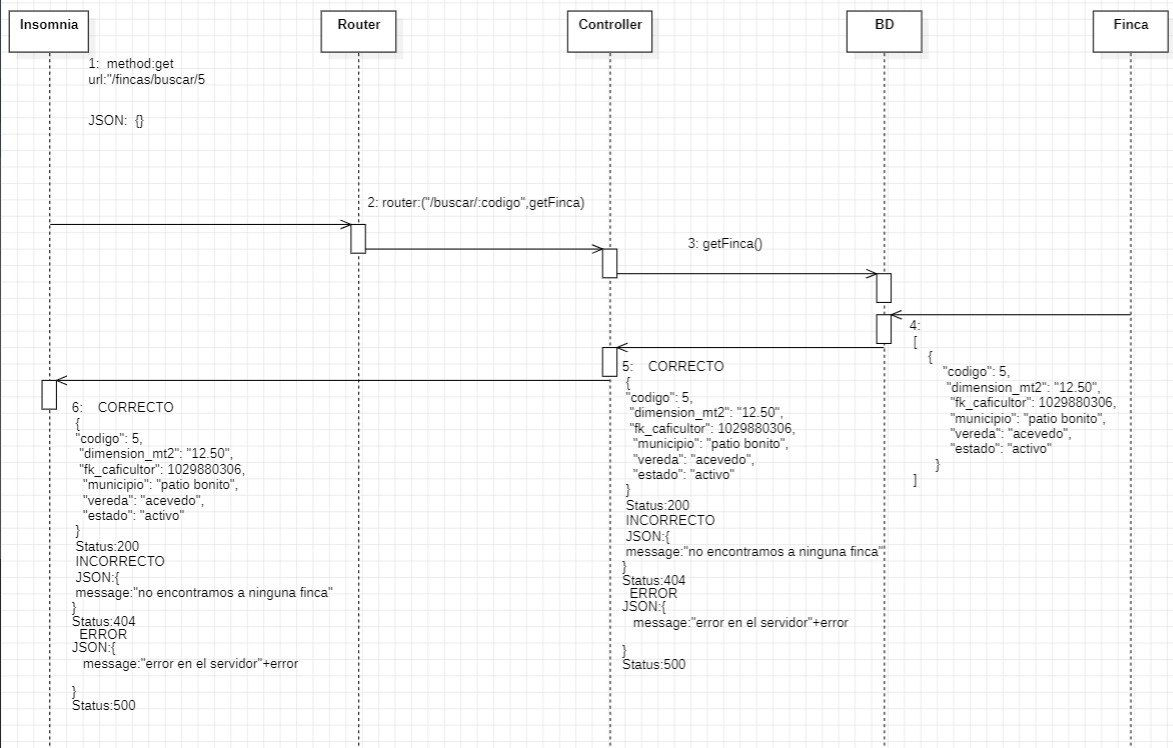 Insomnia
Router
Controller
BD
Finca
1:  method:get
url:"/fincas/buscar/5
JSON:  {}
2: router:("/buscar/:codigo",getFinca)
3: getFinca()
4:
[
{
"codigo": 5,
"dimension_mt2": "12.50",
"fk_caficultor": 1029880306,
"municipio": "patio bonito",
"vereda": "acevedo",
"estado": "activo"
}
]
5:    CORRECTO
{
"codigo": 5,
"dimension_mt2": "12.50",
"fk_caficultor": 1029880306,
"municipio": "patio bonito",
"vereda": "acevedo",
"estado": "activo"
}
Status:200
INCORRECTO
JSON:{
message:"no encontramos a ninguna finca"
}
Status:404
ERROR
JSON:{
message:"error en el servidor"+error
}
Status:500
6:    CORRECTO
{
"codigo": 5,
"dimension_mt2": "12.50",
"fk_caficultor": 1029880306,
"municipio": "patio bonito",
"vereda": "acevedo",
"estado": "activo"
}
Status:200
INCORRECTO
JSON:{
message:"no encontramos a ninguna finca"
}
Status:404
ERROR
JSON:{
message:"error en el servidor"+error
}
Status:500